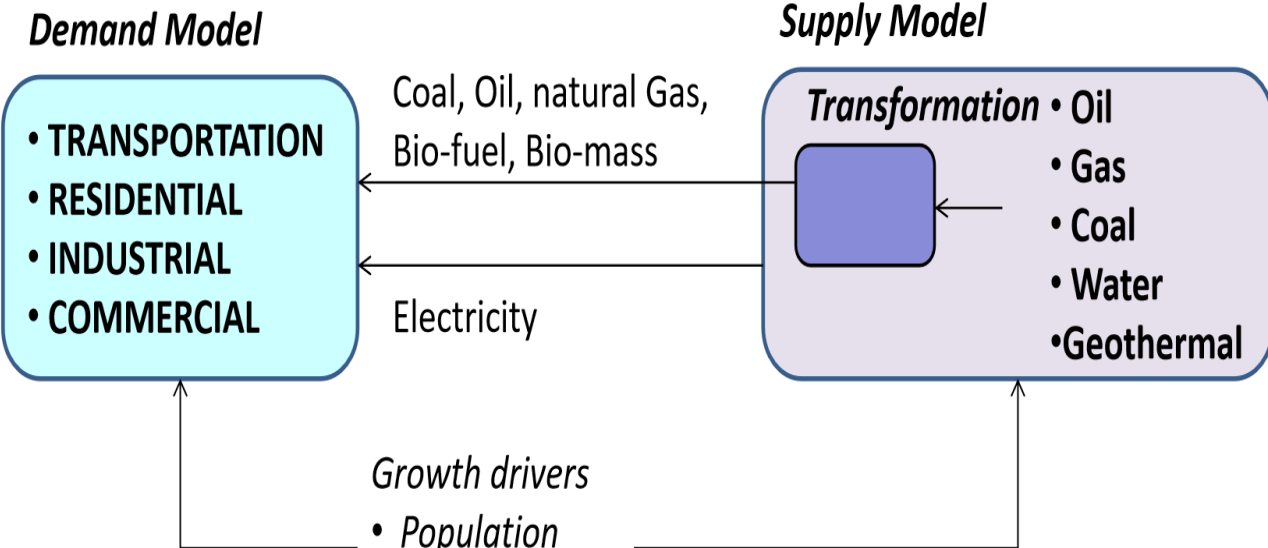 Demand Model
• TRANSPORTATION
• RESIDENTIAL
• INDUSTRIAL
• COMMERCIAL
Coal, Oil, natural Gas,
Bio-fuel, Bio-mass
Electricity
Supply Model
Transformation
• Oil
• Gas
• Coal
• Water
•Geothermal
Growth drivers
• Population